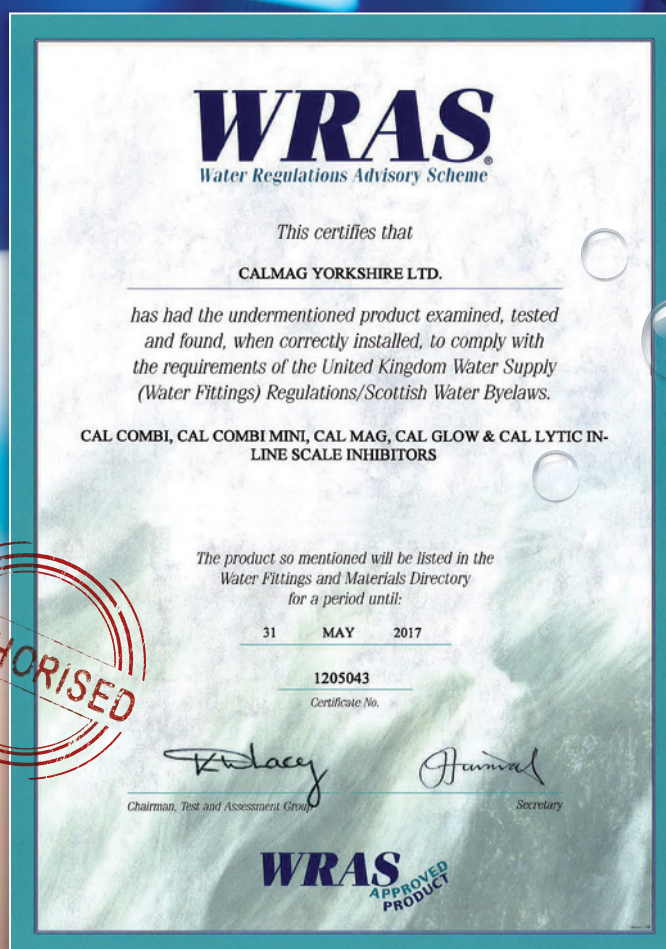 WRAS®
Water Regulations Advisory Scheme
This certifies that
CALMAG YORKSHIRE LTD.
has had the undermentioned product examined, tested
and found, when correctly installed, to comply with
the requirements of the United Kingdom Water Supply
(Water Fittings) Regulations/Scottish Water Byelaws.
CAL COMBI, CAL COMBI MINI, CAL MAG, CAL GLOW & CAL LYTIC IN-
LINE SCALE INHIBITORS
The product so mentioned will be listed in the
Water Fittings and Materials Directory
for a period until:
31 MAY 2017
1205043
Certificate No.
HORISED
Chairman, Test and Assessment Group
Secretary
WRAS
APPROVED
PRODUCT